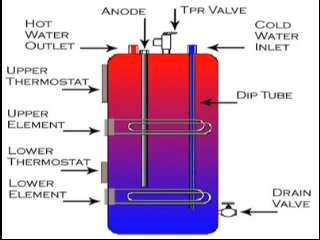 Hot
Water
Outlet
Anode
Tpr Valve
Cold
Water
Inlet
Upper
Thermostat
Dip Tube
Upper
Element
Lower
Thermostat
Lower
Element
Drain
Valve